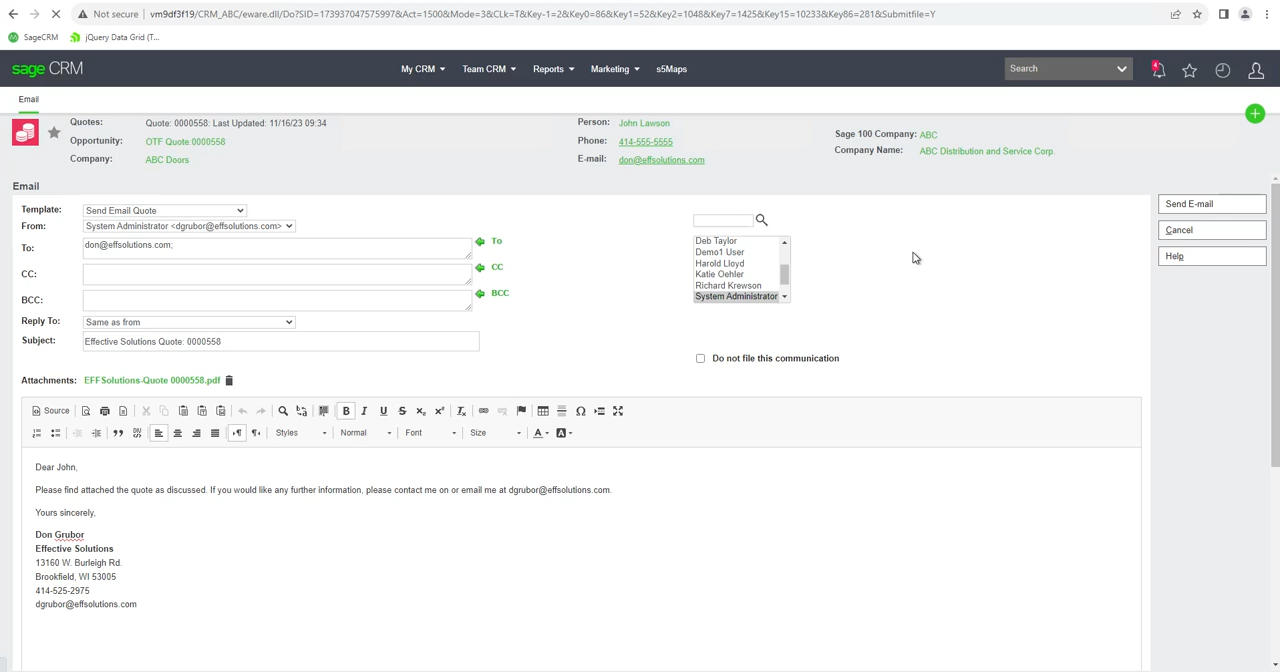 Not secure vm9df3f19/CRM_ABC/eware.dll/Do?SID=173937047575997&Act=1500&Mode=3&CLk=T&Key-1=2&Key0=86&Key1=52&Key2=1048&Key7=1425&Key15=10233&Key86=281&Submitfile=Y
SageCRM jQuery Data Grid (T...
sage CRM My CRM Team CRM Reports Marketing s5Maps Search 4
Email
Quotes: Quote: 0000558: Last Updated: 11/16/23 09:34 Person: John Lawson
Opportunity: OTF Quote 0000558 Phone: 414-555-5555 Sage 100 Company: ABC
Company: ABC Doors E-mail: don@effsolutions.com Company Name: ABC Distribution and Service Corp.
Email
Template: Send Email Quote Send E-mail
From: System Administrator <dgrubor@effsolutions.com> Cancel
To: don@effsolutions.com; To Deb Taylor
Demo1 User Help
Harold Lloyd
CC: CC Katie Oehler
Richard Krewson
BCC: BCC System Administrator
Reply To: Same as from
Subject: Effective Solutions Quote: 0000558
Do not file this communication
Attachments: EFFSolutions-Quote 0000558.pdf
Source B I U S x₂ x² Ix Ω
Styles Normal Font Size A A
Dear John,
Please find attached the quote as discussed. If you would like any further information, please contact me on or email me at dgrubor@effsolutions.com.
Yours sincerely,
Don Grubor
Effective Solutions
13160 W. Burleigh Rd.
Brookfield, WI 53005
414-525-2975
dgrubor@effsolutions.com